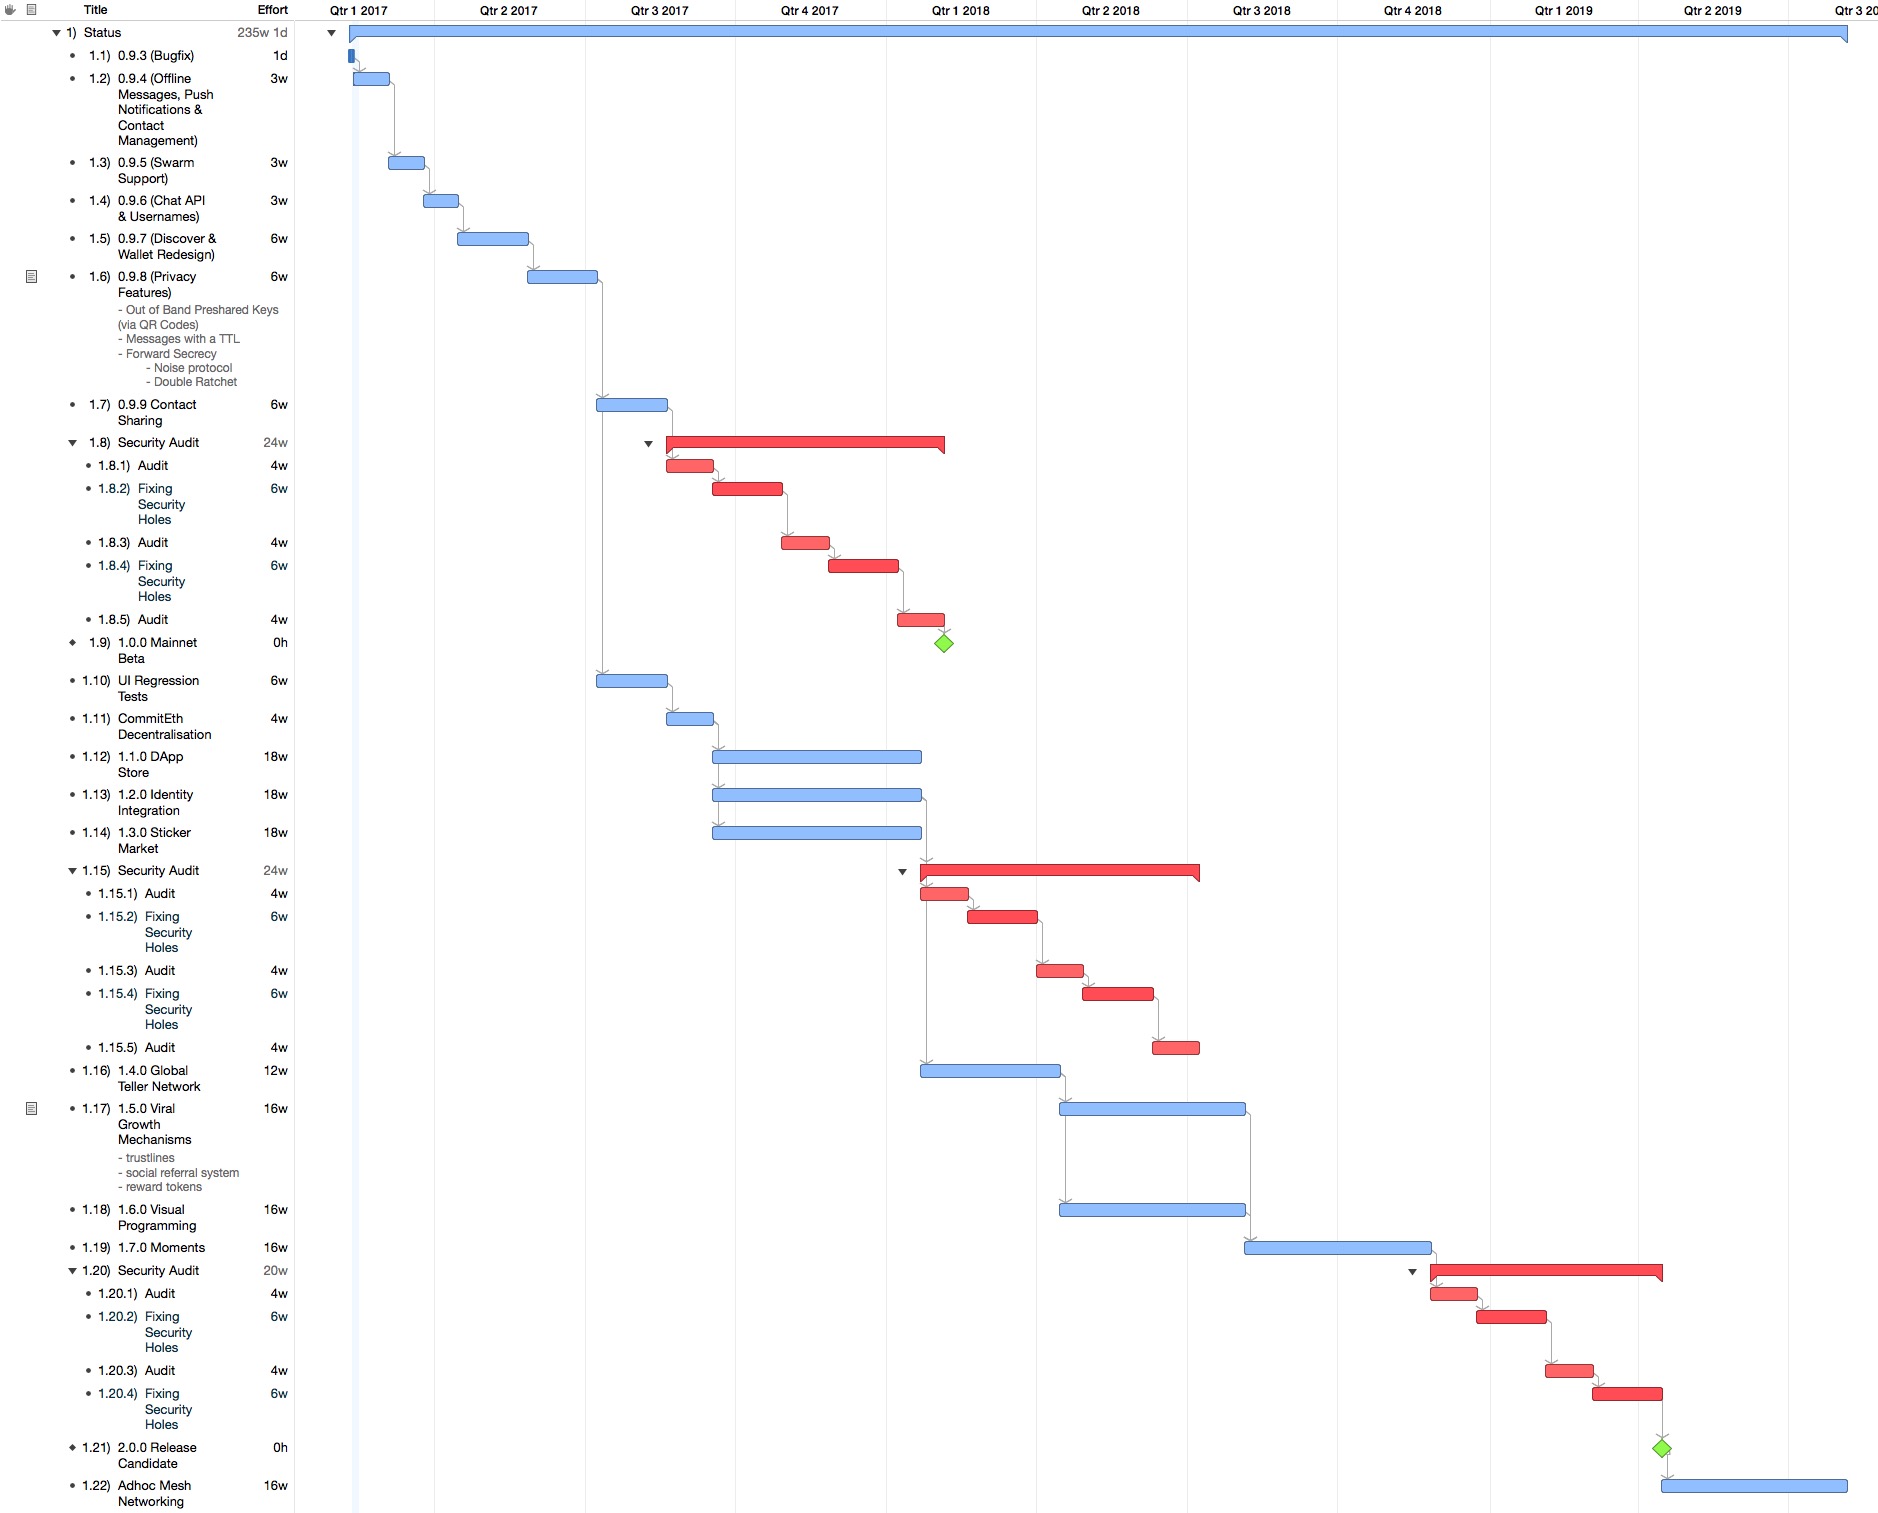 Title Effort Qtr 1 2017 Qtr 2 2017 Qtr 3 2017 Qtr 4 2017 Qtr 1 2018 Qtr 2 2018 Qtr 3 2018 Qtr 4 2018 Qtr 1 2019 Qtr 2 2019 Qtr 3 20
1) Status 235w 1d
1.1) 0.9.3 (Bugfix) 1d
1.2) 0.9.4 (Offline 3w
Messages, Push
Notifications &
Contact
Management)
1.3) 0.9.5 (Swarm 3w
Support)
1.4) 0.9.6 (Chat API 3w
& Usernames)
1.5) 0.9.7 (Discover & 6w
Wallet Redesign)
1.6) 0.9.8 (Privacy 6w
Features)
- Out of Band Preshared Keys
(via QR Codes)
- Messages with a TTL
- Forward Secrecy
- Noise protocol
- Double Ratchet
1.7) 0.9.9 Contact 6w
Sharing
1.8) Security Audit 24w
1.8.1) Audit 4w
1.8.2) Fixing 6w
Security
Holes
1.8.3) Audit 4w
1.8.4) Fixing 6w
Security
Holes
1.8.5) Audit 4w
1.9) 1.0.0 Mainnet 0h
Beta
1.10) UI Regression 6w
Tests
1.11) CommitEth 4w
Decentralisation
1.12) 1.1.0 DApp 18w
Store
1.13) 1.2.0 Identity 18w
Integration
1.14) 1.3.0 Sticker 18w
Market
1.15) Security Audit 24w
1.15.1) Audit 4w
1.15.2) Fixing 6w
Security
Holes
1.15.3) Audit 4w
1.15.4) Fixing 6w
Security
Holes
1.15.5) Audit 4w
1.16) 1.4.0 Global 12w
Teller Network
1.17) 1.5.0 Viral 16w
Growth
Mechanisms
- trustlines
- social referral system
- reward tokens
1.18) 1.6.0 Visual 16w
Programming
1.19) 1.7.0 Moments 16w
1.20) Security Audit 20w
1.20.1) Audit 4w
1.20.2) Fixing 6w
Security
Holes
1.20.3) Audit 4w
1.20.4) Fixing 6w
Security
Holes
1.21) 2.0.0 Release 0h
Candidate
1.22) Adhoc Mesh 16w
Networking